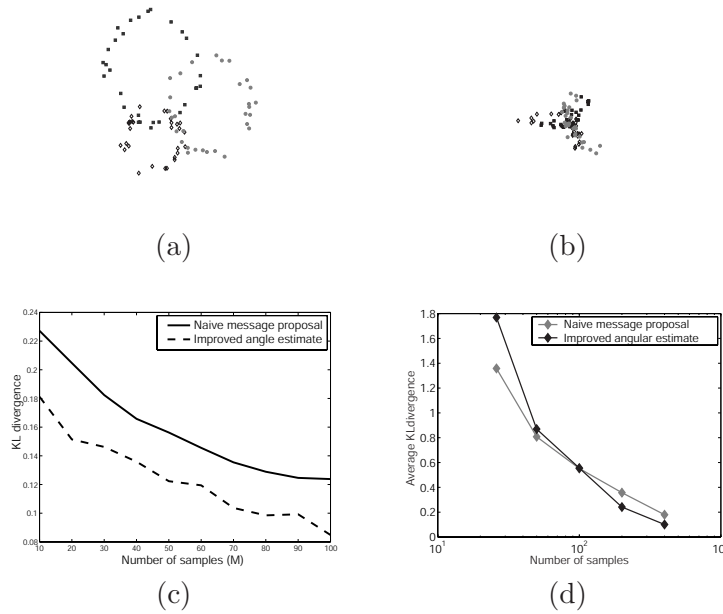 (a)
(b)
0.24
0.22
0.2
0.18
0.16
0.14
0.12
0.1
0.08
KL divergence
Naive message proposal
Improved angle estimate
10 20 30 40 50 60 70 80 90 100
Number of samples (M)
(c)
1.8
1.6
1.4
1.2
1
0.8
0.6
0.4
0.2
0
Average KLdivergence
Naive message proposal
Improved angular estimate
10^1 10^2 10
Number of samples
(d)